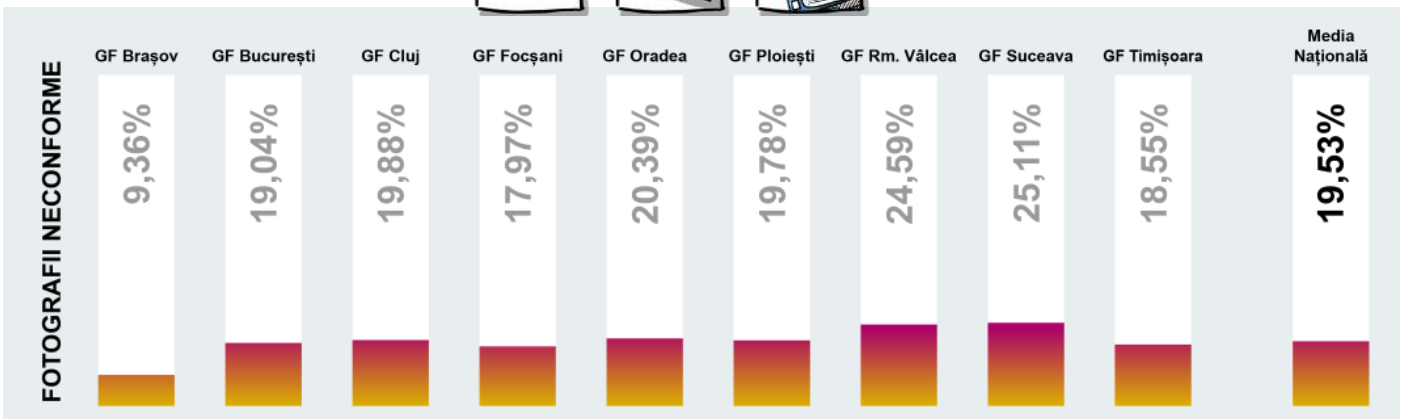 FOTOGRAFII NECONFORME
GF Brașov
GF București
GF Cluj
GF Focșani
GF Oradea
GF Ploiești
GF Rm. Vâlcea
GF Suceava
GF Timișoara
Media
Națională
9,36%
19,04%
19,88%
17,97%
20,39%
19,78%
24,59%
25,11%
18,55%
19,53%